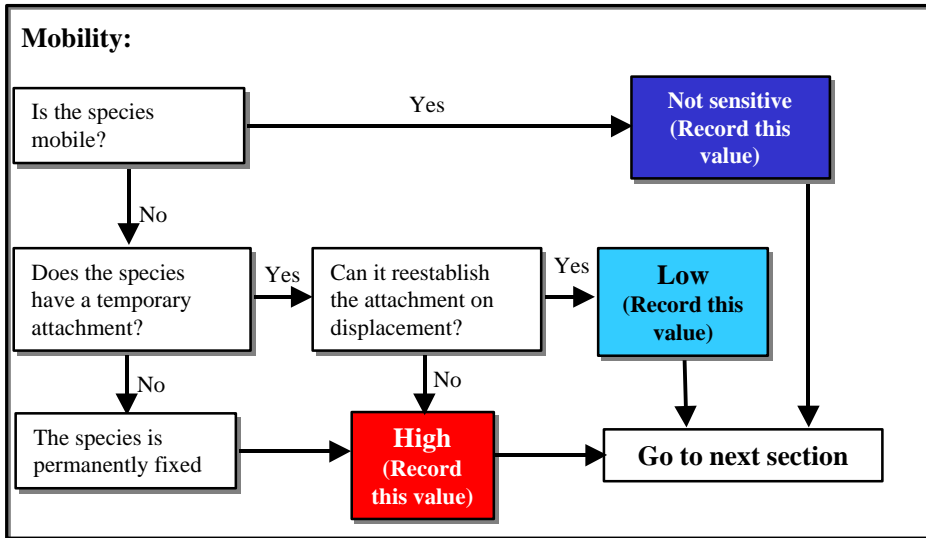 Mobility:
Is the species
mobile?
Yes
Not sensitive
(Record this
value)
No
Does the species
have a temporary
attachment?
Yes
Can it reestablish
the attachment on
displacement?
Yes
Low
(Record this
value)
No
No
The species is
permanently fixed
High
(Record
this value)
Go to next section